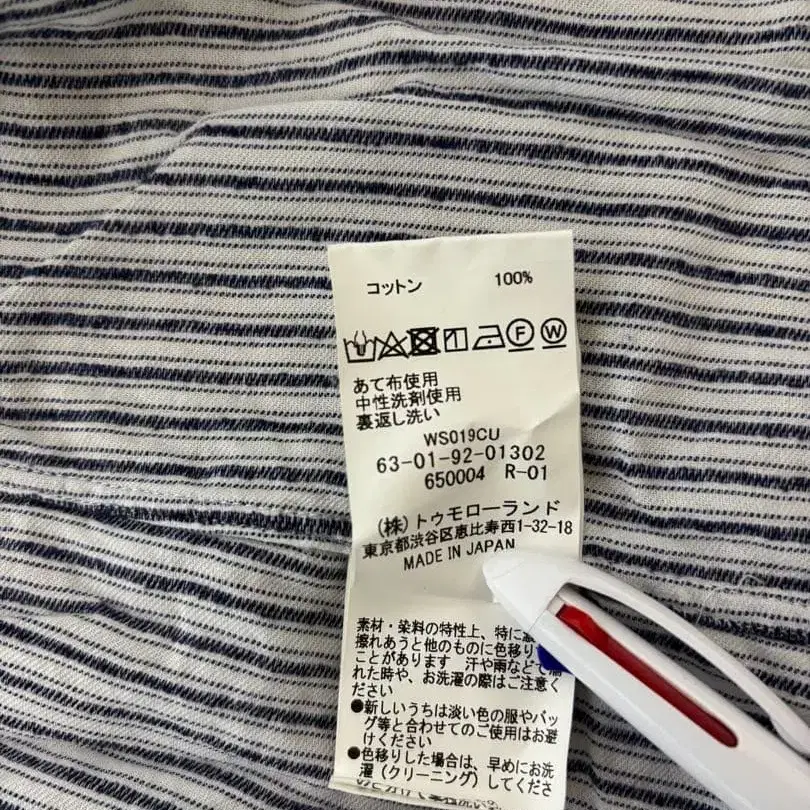 コットン 100%
F W
あて布使用
中性洗剤使用
裏返し洗い
WS019CU
63-01-92-01302
650004 R-01
(株)トゥモローランド
東京都渋谷区恵比寿西1-32-18
MADE IN JAPAN
素材・染料の特性上、特に
擦れあうと他のものに色移り
ことがあります 汗や雨などで
れた時や、お洗濯の際はご注意く
ださい
●新しいうちは淡い色の服やバッ
グ等と合わせてのご使用はお避
けください
●色移りした場合は、早めにお洗
濯(クリーニング)してくださ